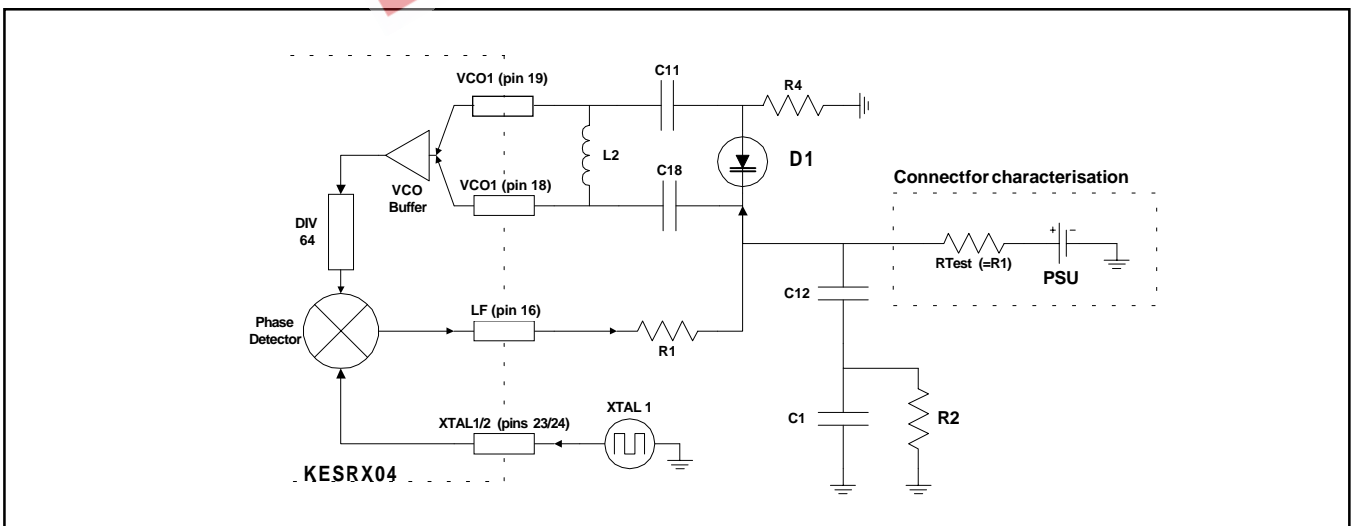 VCO1 (pin 19)
C11
R4
L2
D1
C18
VCO
Buffer
VCO1 (pin 18)
Connectfor characterisation
DIV
64
+ −
RTest (=R1)
PSU
C12
LF (pin 16)
Phase
Detector
R1
XTAL 1
C1
R2
XTAL1/2 (pins 23/24)
KESRX04